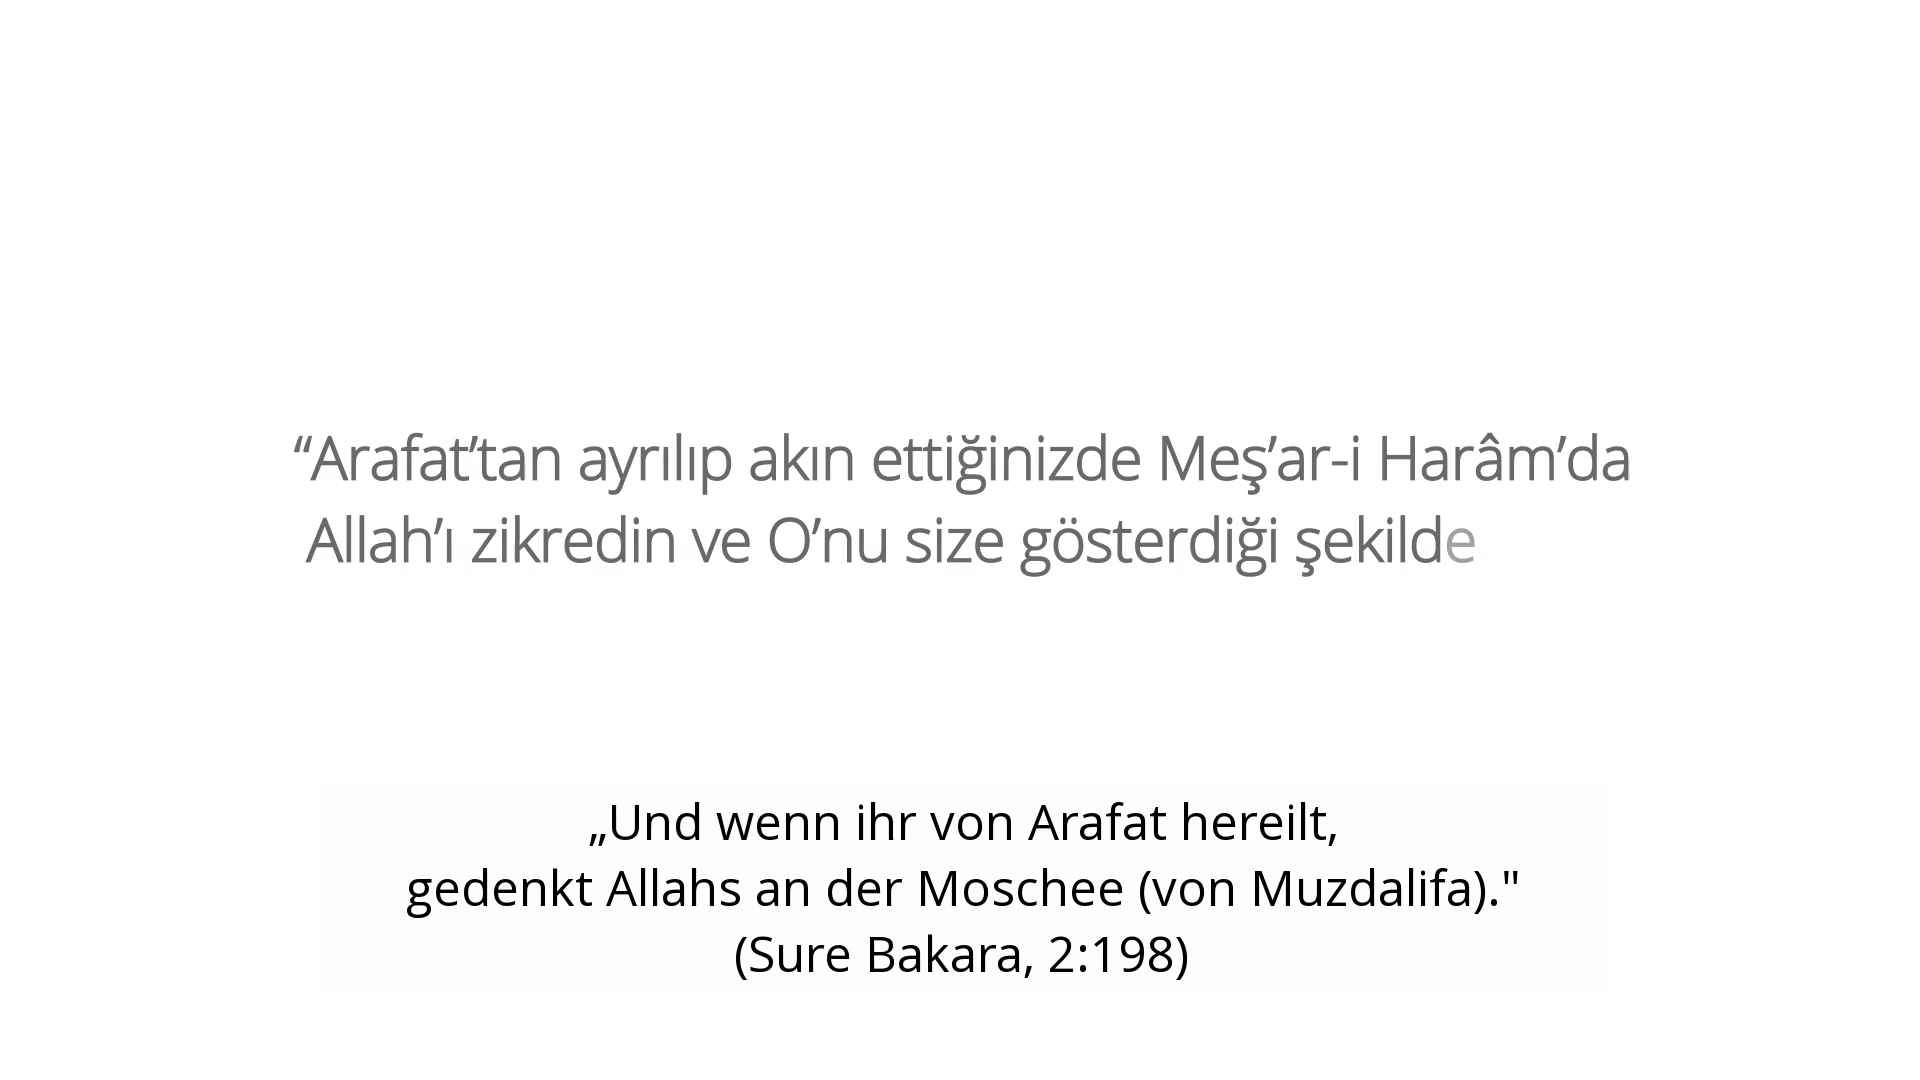 “Arafat’tan ayrılıp akın ettiğinizde Meş’ar-i Harâm’da
Allah’ı zikredin ve O’nu size gösterdiği şekilde
„Und wenn ihr von Arafat hereilt,
gedenkt Allahs an der Moschee (von Muzdalifa)."
(Sure Bakara, 2:198)